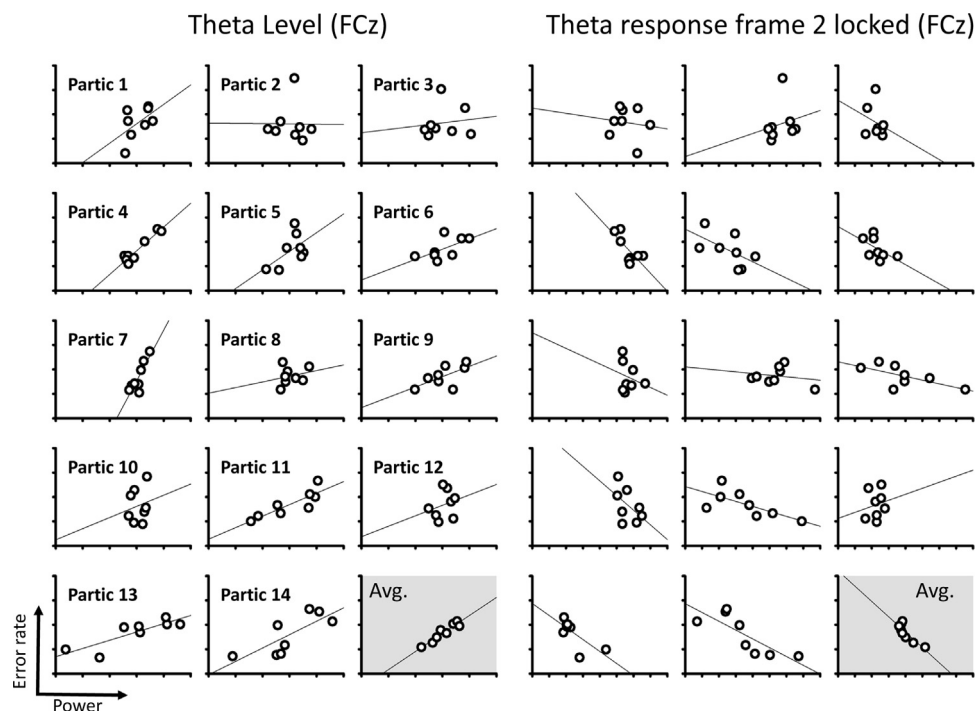 Theta Level (FCz)
Theta response frame 2 locked (FCz)
Partic 1
Partic 2
Partic 3
Partic 4
Partic 5
Partic 6
Partic 7
Partic 8
Partic 9
Partic 10
Partic 11
Partic 12
Partic 13
Partic 14
Avg.
Avg.
Error rate
Power